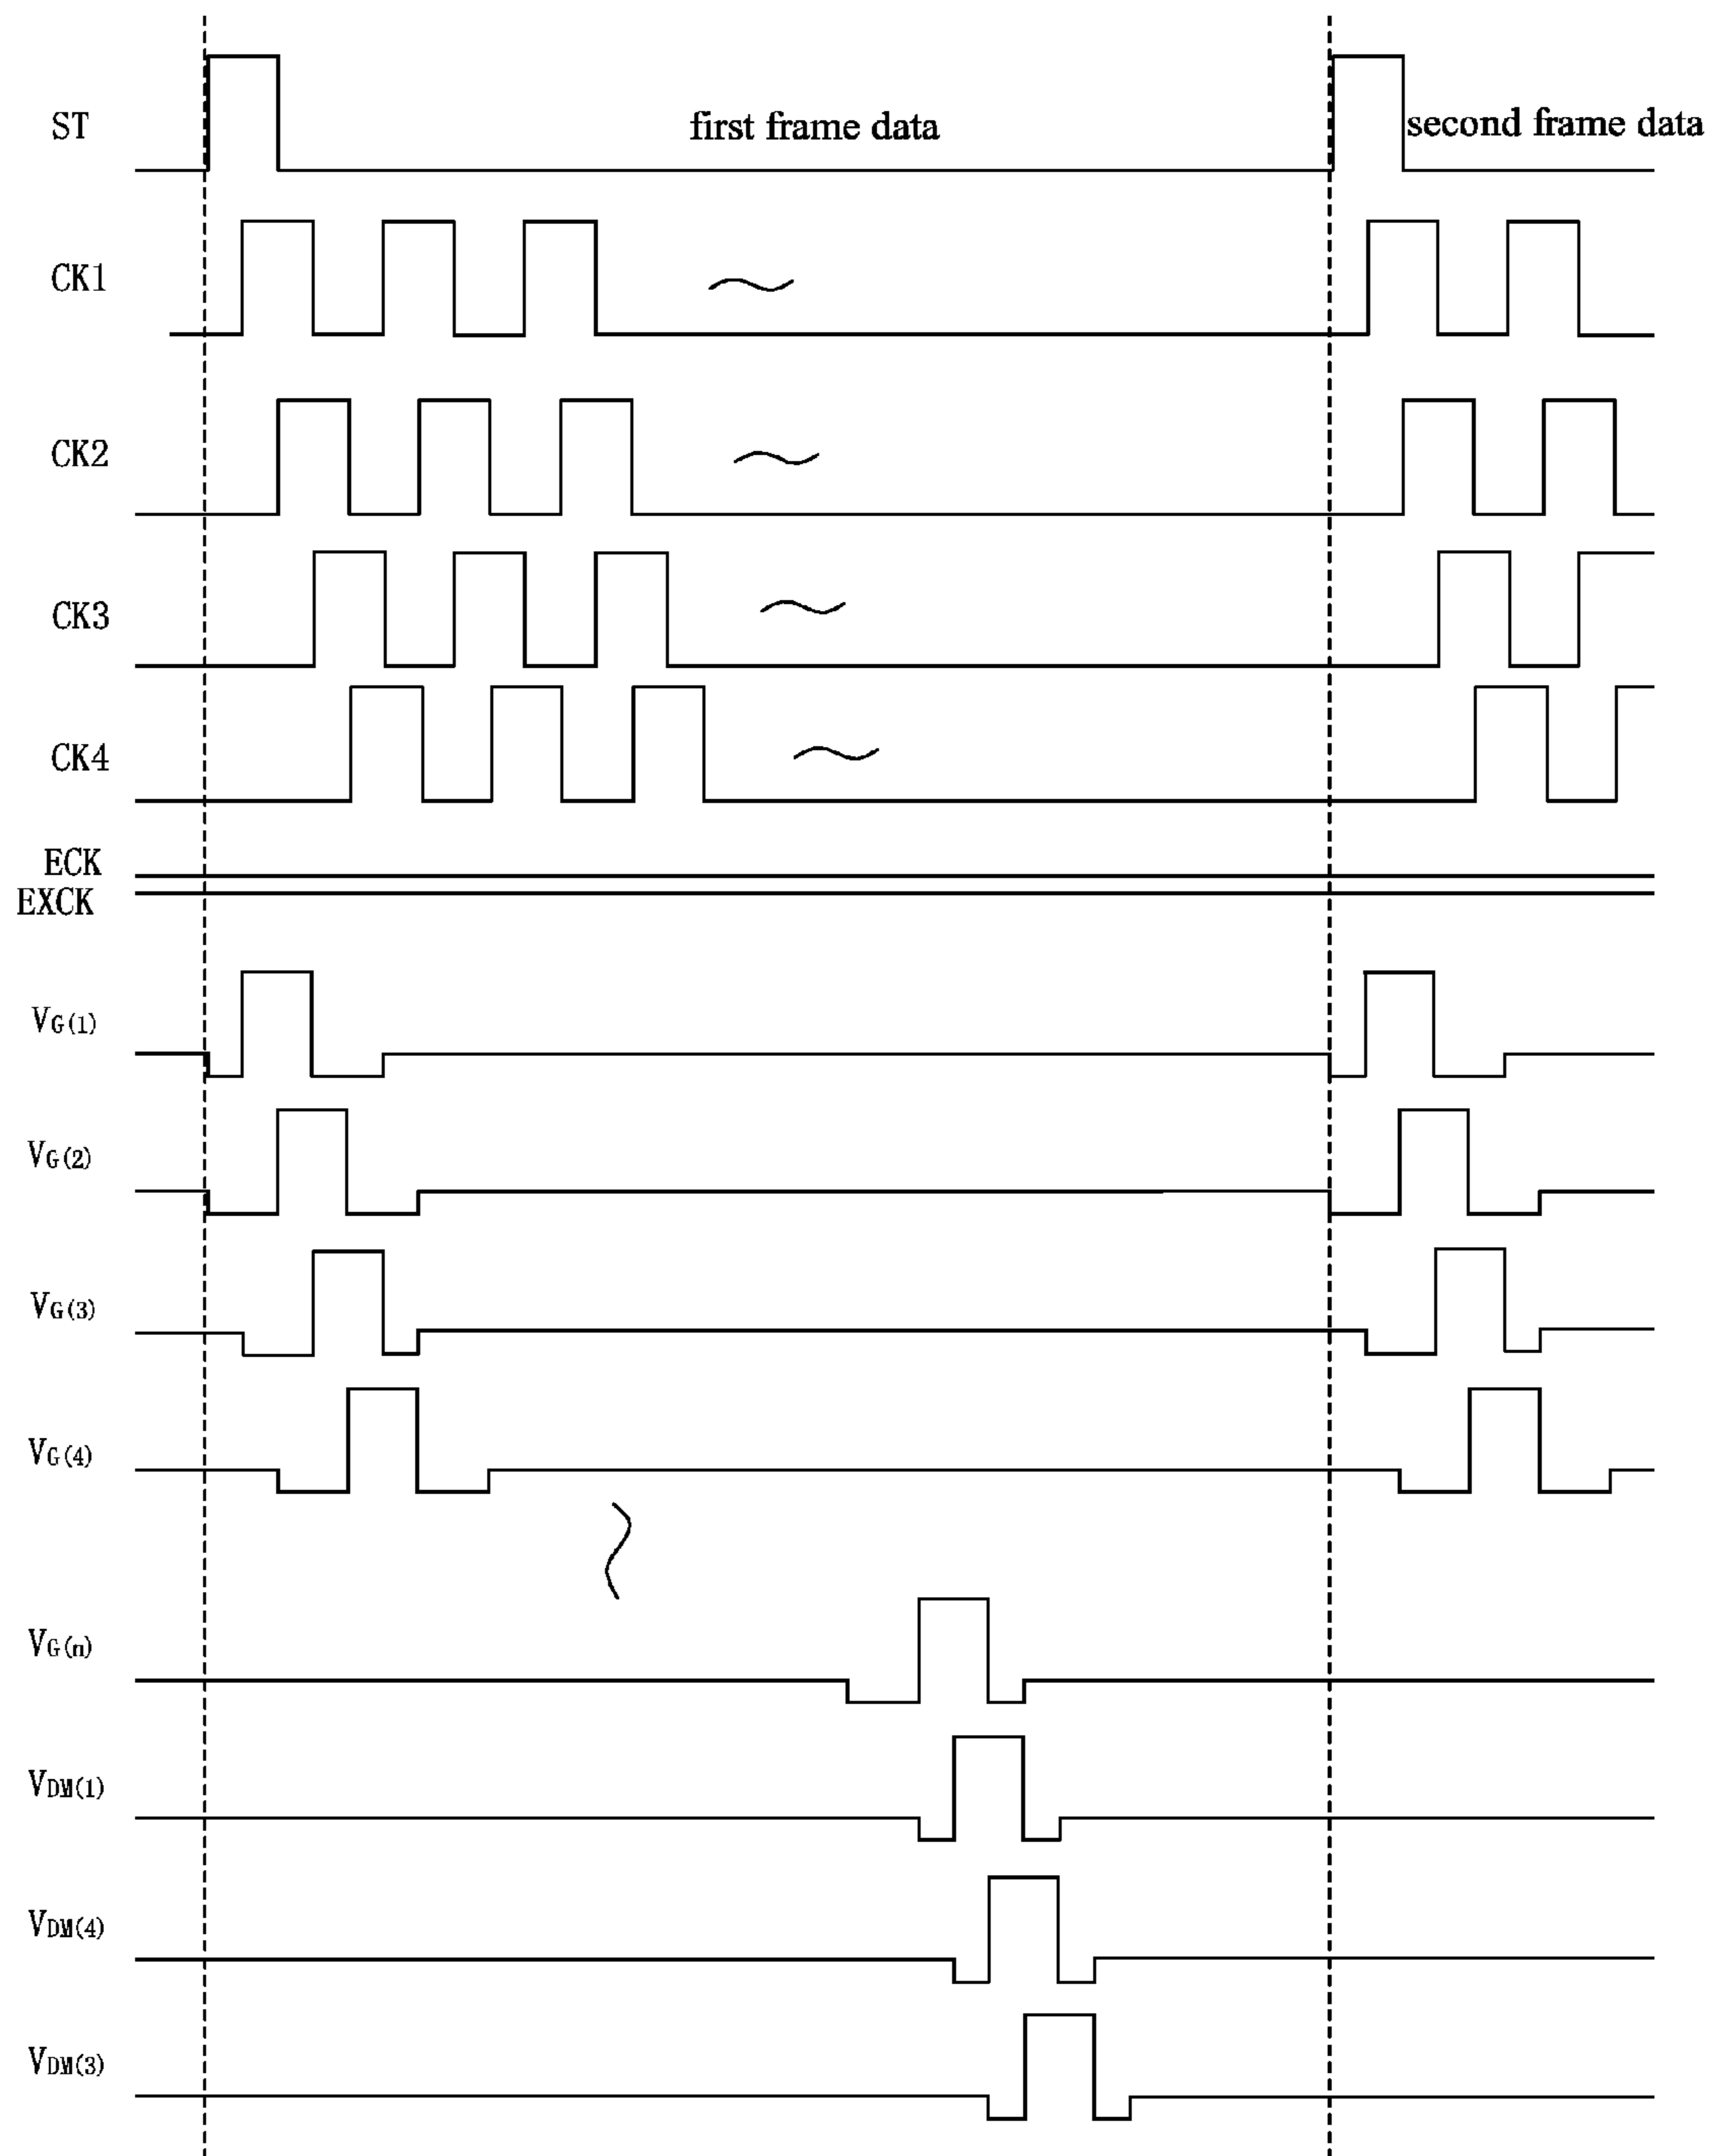 ST
first frame data
second frame data
CK1
CK2
CK3
CK4
ECK
EXCK
VG(1)
VG(2)
VG(3)
VG(4)
VG(n)
VDM(1)
VDM(4)
VDM(3)